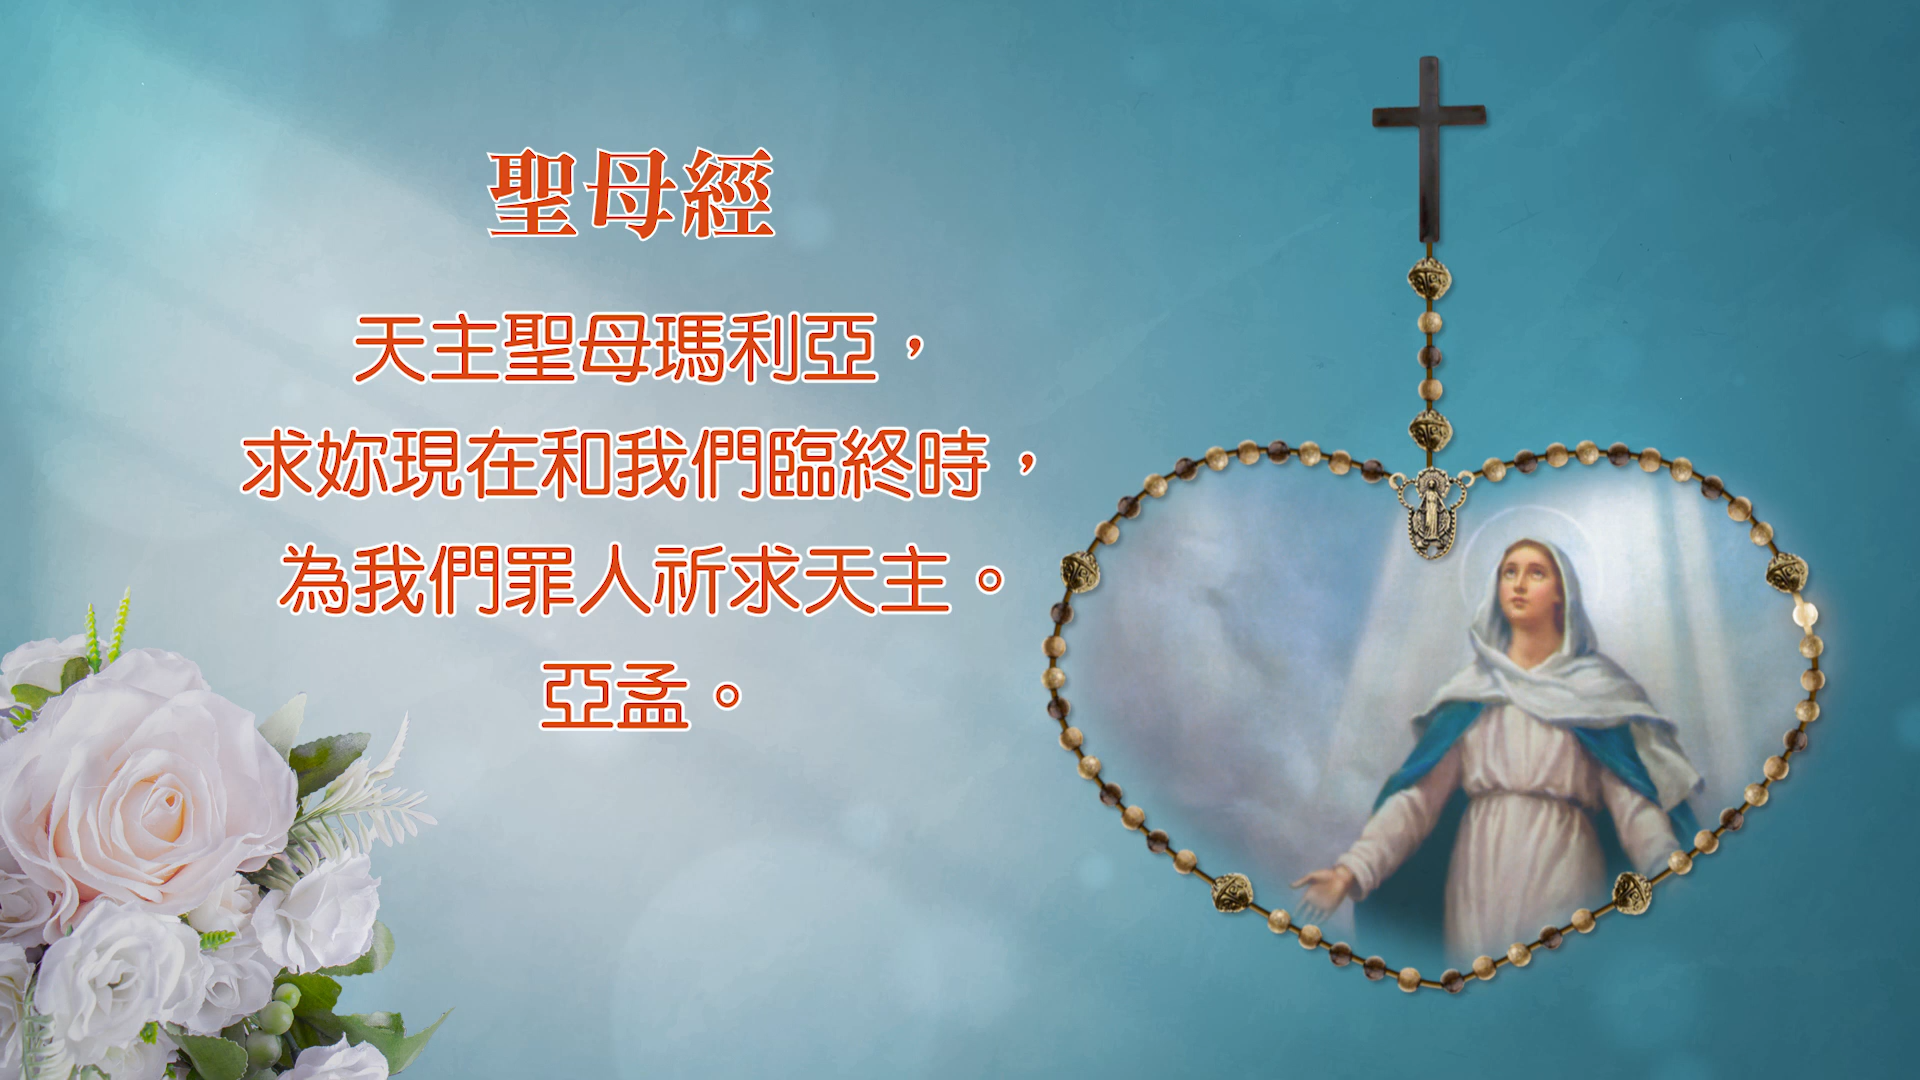 聖母經
天主聖母瑪利亞，
求妳現在和我們臨終時，
為我們罪人祈求天主。
亞孟。